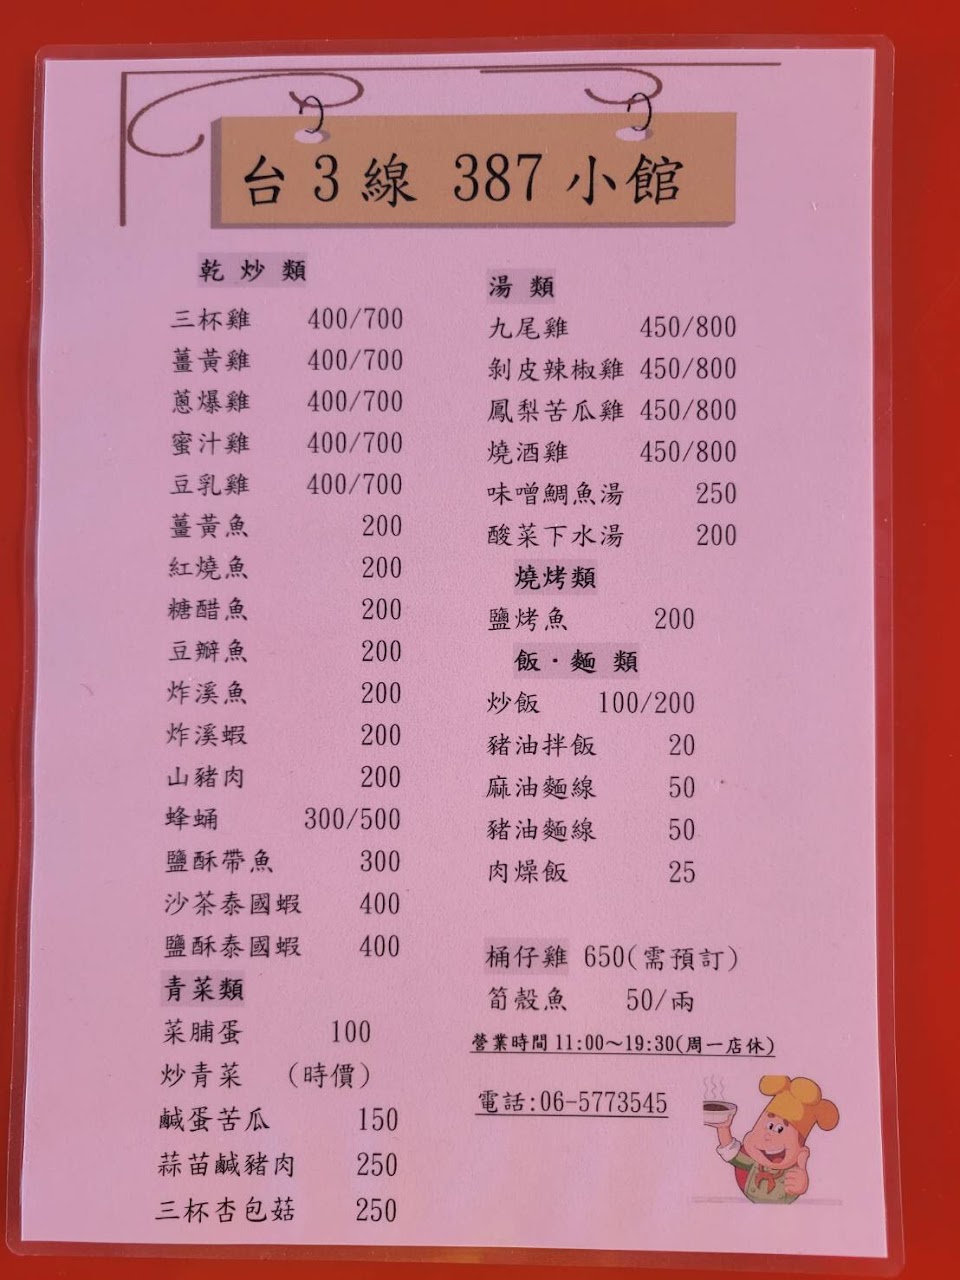 台3線 387小館
乾 炒 類
三杯雞 400/700
薑黃雞 400/700
蔥爆雞 400/700
蜜汁雞 400/700
豆乳雞 400/700
薑黃魚 200
紅燒魚 200
糖醋魚 200
豆瓣魚 200
炸溪魚 200
炸溪蝦 200
山豬肉 200
蜂蛹 300/500
鹽酥帶魚 300
沙茶泰國蝦 400
鹽酥泰國蝦 400
青菜類
菜脯蛋 100
炒青菜 (時價)
鹹蛋苦瓜 150
蒜苗鹹豬肉 250
三杯杏包菇 250
湯 類
九尾雞 450/800
剝皮辣椒雞 450/800
鳳梨苦瓜雞 450/800
燒酒雞 450/800
味噌鯛魚湯 250
酸菜下水湯 200
燒烤類
鹽烤魚 200
飯·麵 類
炒飯 100/200
豬油拌飯 20
麻油麵線 50
豬油麵線 50
肉燥飯 25
桶仔雞 650(需預訂)
筍殼魚 50/兩
營業時間11:00~19:30(周一店休)
電話:06-5773545